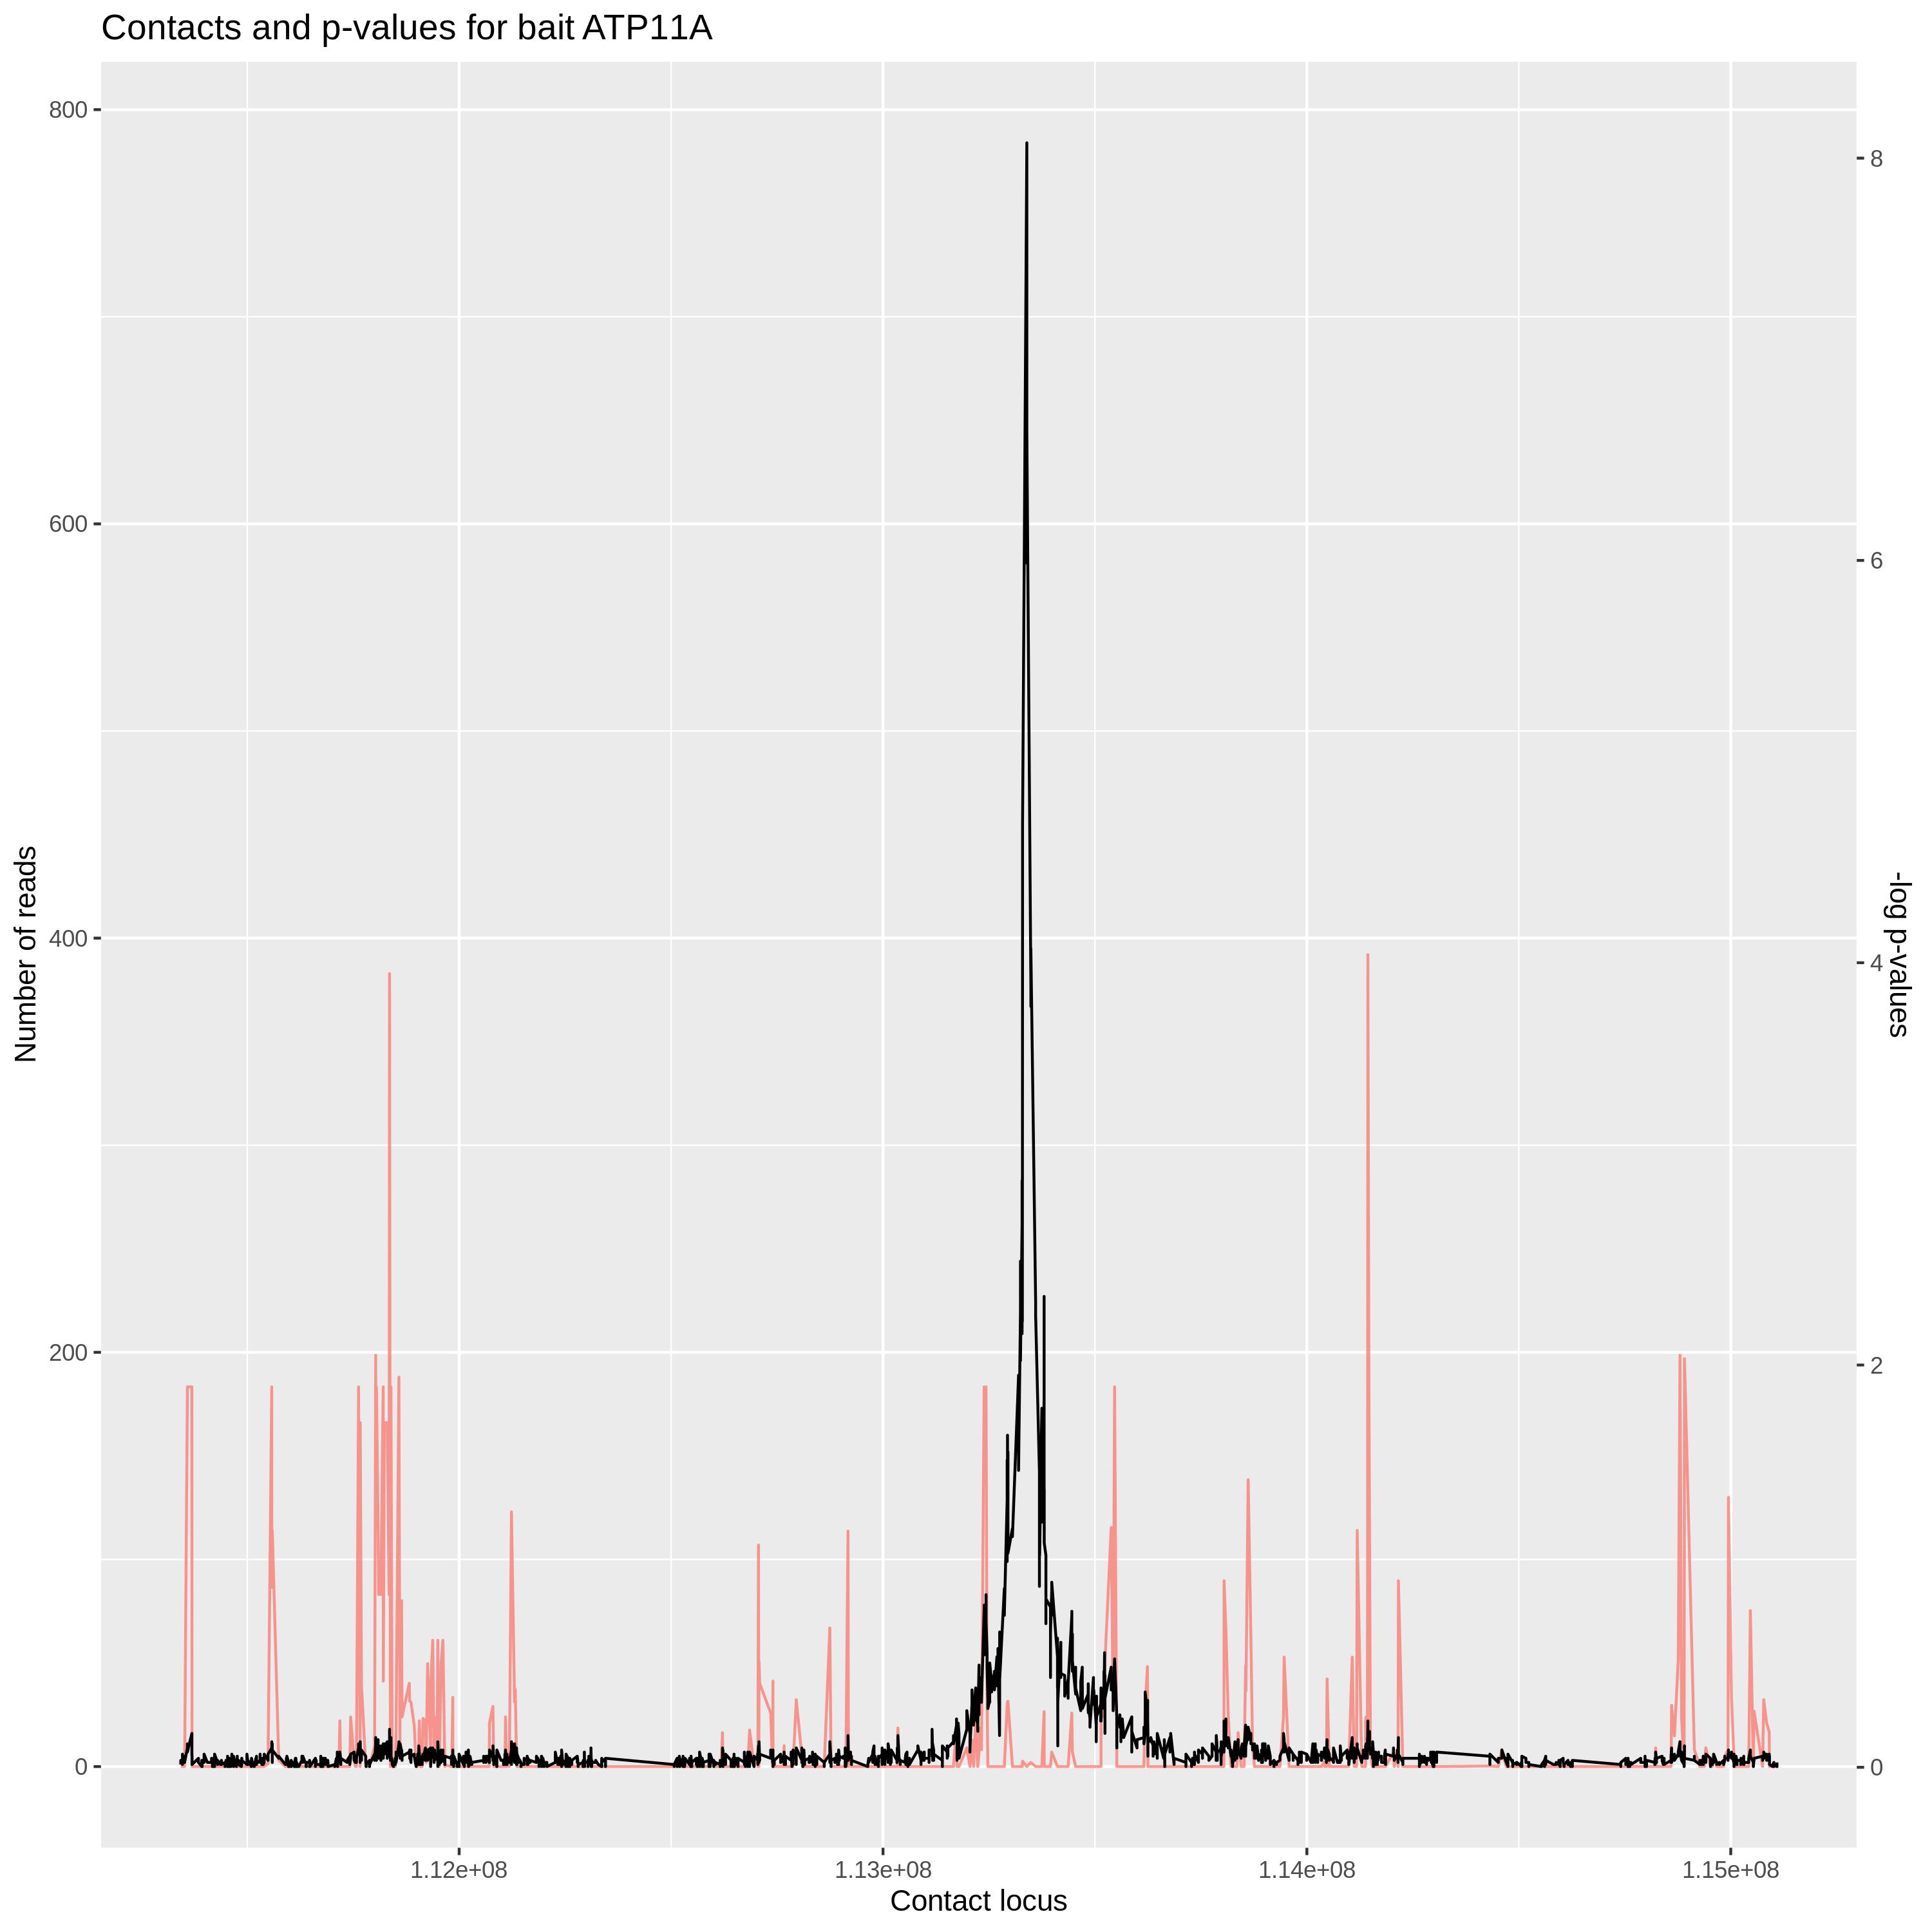 Contacts and p-values for bait ATP11A
800
600
400
200
0
Number of reads
8
6
4
2
0
-log p-values
1.12e+08
1.13e+08
1.14e+08
1.15e+08
Contact locus